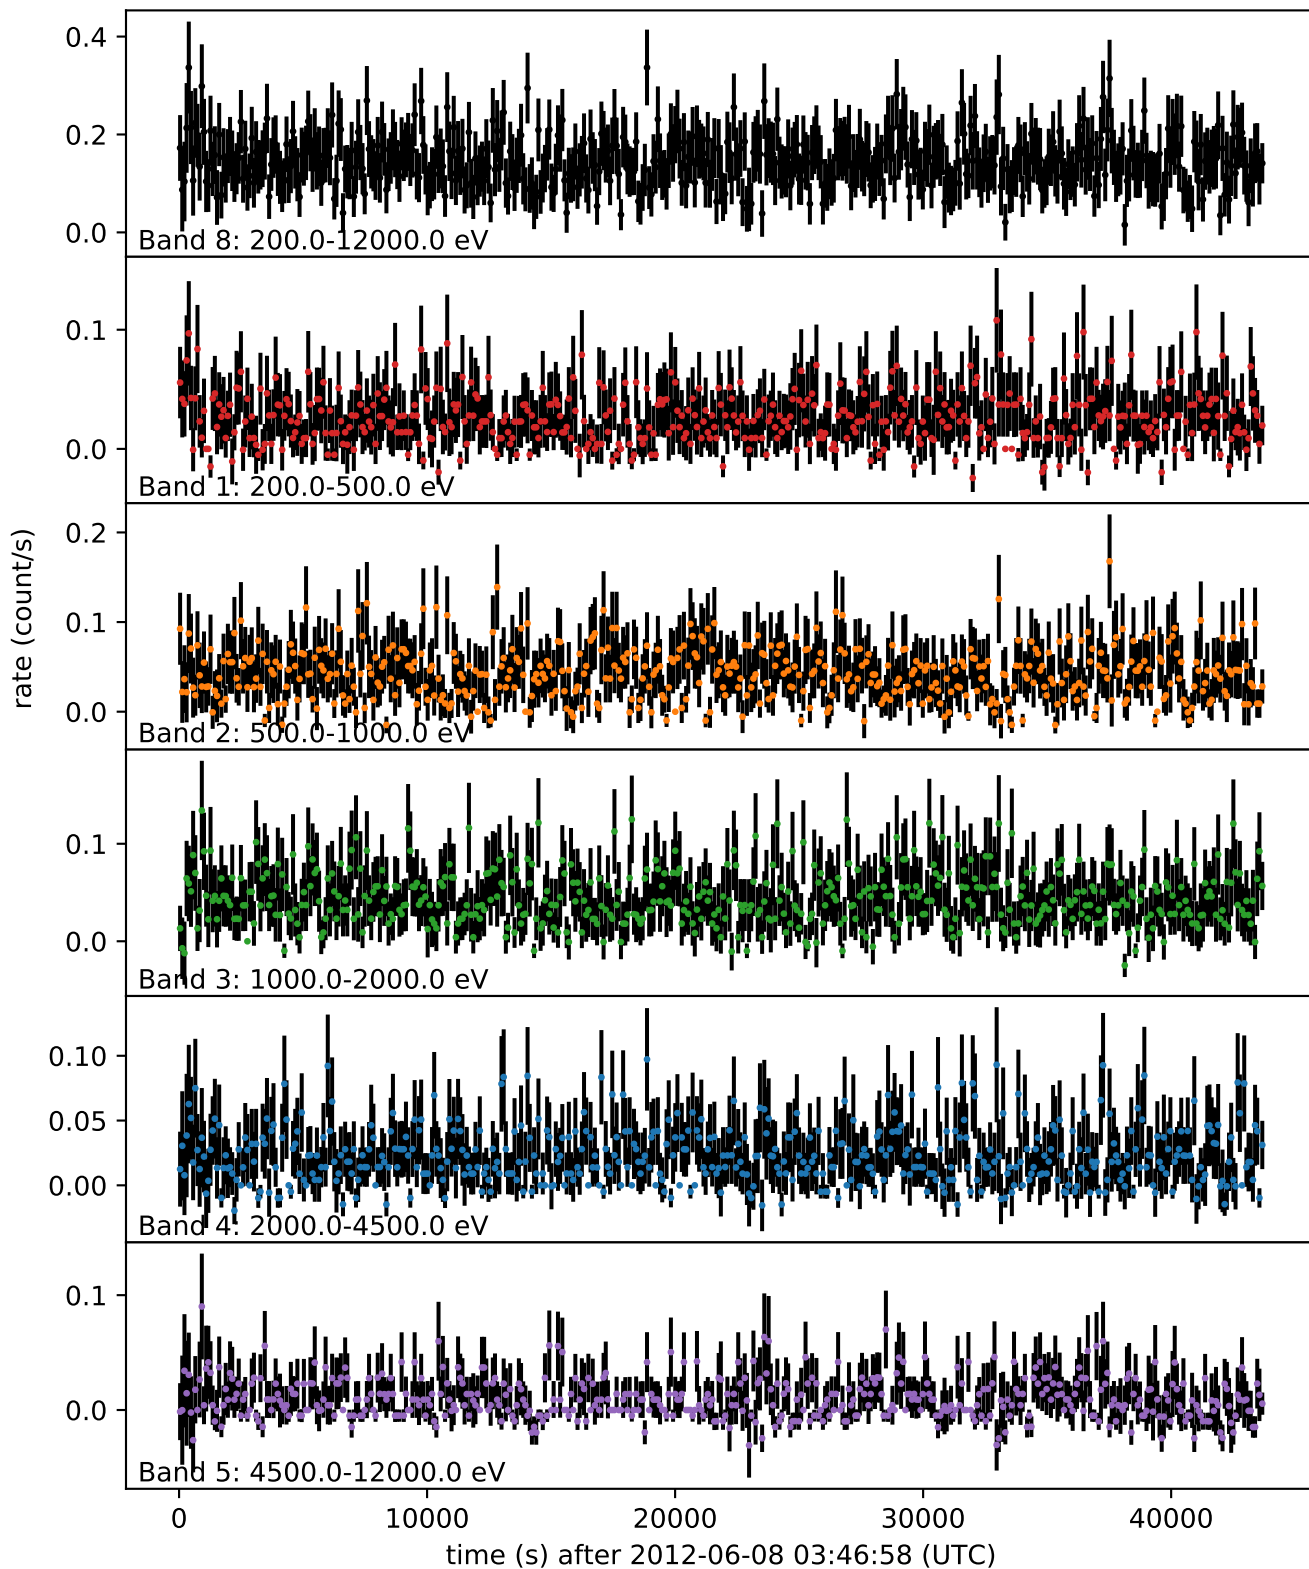 0.4
0.2
0.0
Band 8: 200.0-12000.0 eV
0.1
0.0
Band 1: 200.0-500.0 eV
0.2
0.1
0.0
Band 2: 500.0-1000.0 eV
rate (count/s)
0.1
0.0
Band 3: 1000.0-2000.0 eV
0.10
0.05
0.00
Band 4: 2000.0-4500.0 eV
0.1
0.0
Band 5: 4500.0-12000.0 eV
0 10000 20000 30000 40000
time (s) after 2012-06-08 03:46:58 (UTC)